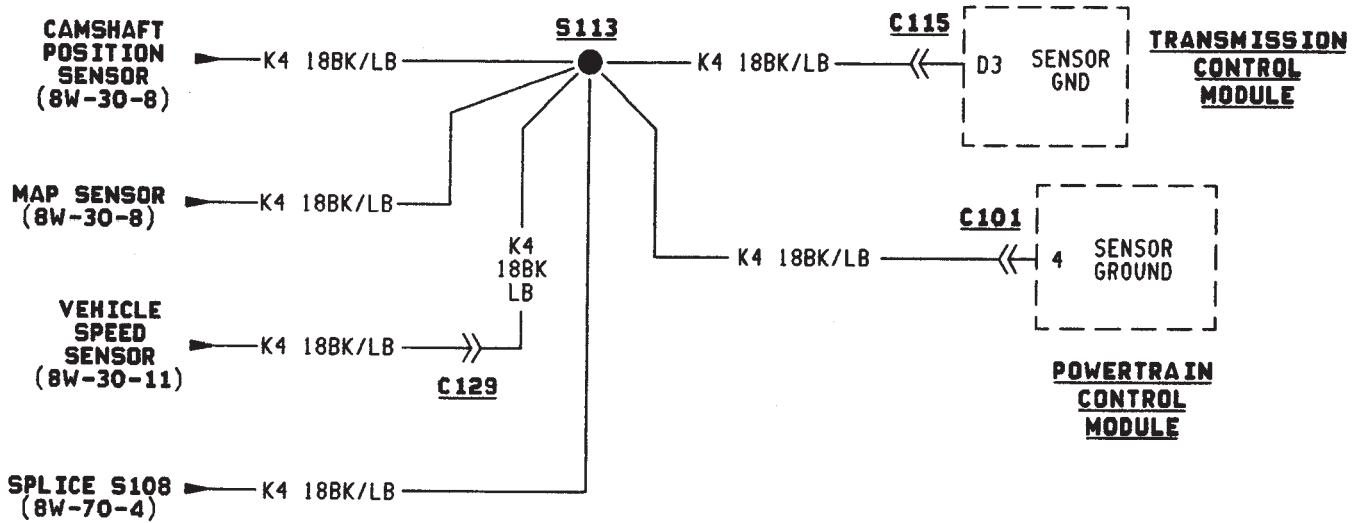 CAMSHAFT
POSITION
SENSOR
(8W-30-8)
K4 18BK/LB
S113
K4 18BK/LB
C115
D3
SENSOR
GND
TRANSMISSION
CONTROL
MODULE
MAP SENSOR
(8W-30-8)
K4 18BK/LB
K4
18BK
LB
C101
K4 18BK/LB
4
SENSOR
GROUND
POWERTRAIN
CONTROL
MODULE
VEHICLE
SPEED
SENSOR
(8W-30-11)
K4 18BK/LB
C129
SPLICE S108
(8W-70-4)
K4 18BK/LB